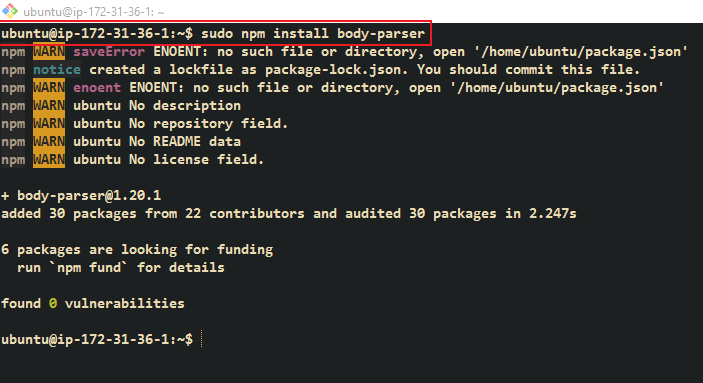 ubuntu@ip-172-31-36-1: ~
ubuntu@ip-172-31-36-1:~$ sudo npm install body-parser
npm WARN saveError ENOENT: no such file or directory, open '/home/ubuntu/package.json'
npm notice created a lockfile as package-lock.json. You should commit this file.
npm WARN enoent ENOENT: no such file or directory, open '/home/ubuntu/package.json'
npm WARN ubuntu No description
npm WARN ubuntu No repository field.
npm WARN ubuntu No README data
npm WARN ubuntu No license field.
+ body-parser@1.20.1
added 30 packages from 22 contributors and audited 30 packages in 2.247s
6 packages are looking for funding
run `npm fund` for details
found 0 vulnerabilities
ubuntu@ip-172-31-36-1:~$